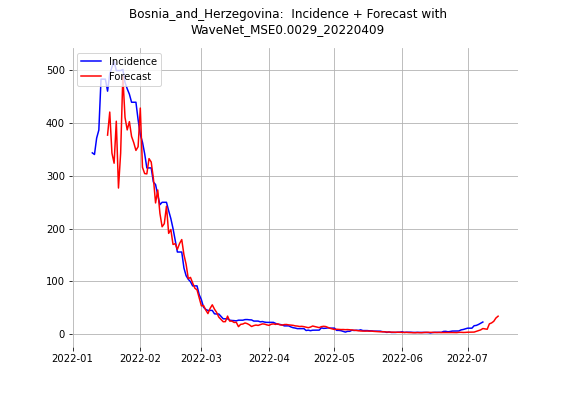 Bosnia_and_Herzegovina:  Incidence + Forecast with
WaveNet_MSE0.0029_20220409
Incidence
Forecast
500
400
300
200
100
0
2022-01 2022-02 2022-03 2022-04 2022-05 2022-06 2022-07